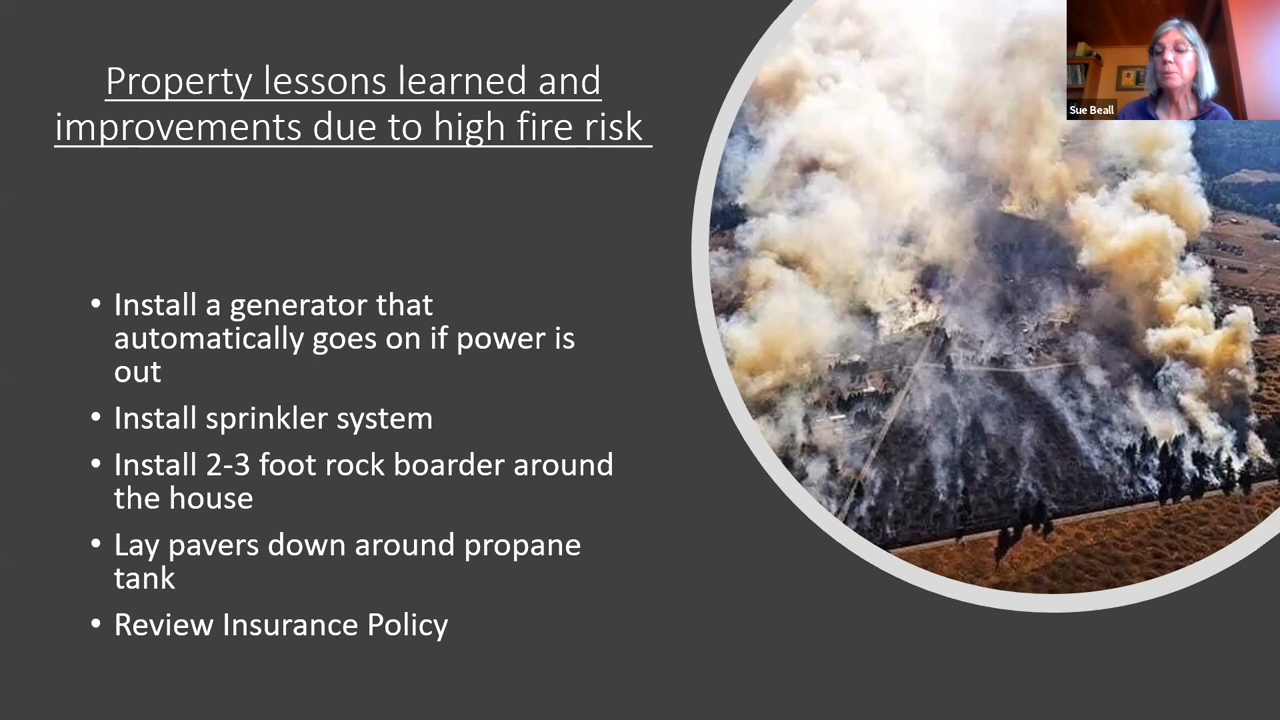 Property lessons learned and
improvements due to high fire risk
• Install a generator that
automatically goes on if power is
out
• Install sprinkler system
• Install 2-3 foot rock boarder around
the house
• Lay pavers down around propane
tank
• Review Insurance Policy
Sue Beall